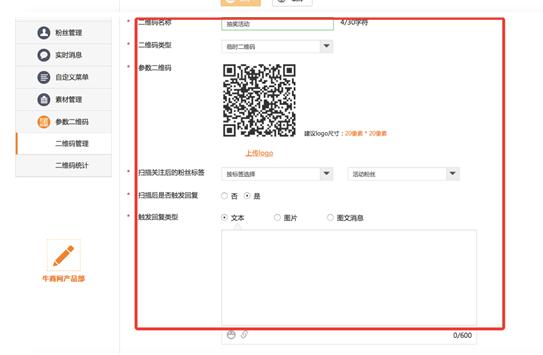 粉丝管理
实时消息
自定义菜单
素材管理
参数二维码
二维码管理
二维码统计
牛商网产品部
* 二维码名称 抽奖活动 4/30字符
* 二维码类型 临时二维码
* 参数二维码
建议logo尺寸：20像素 * 20像素
上传logo
* 扫描关注后的粉丝标签 按标签选择 活动粉丝
* 扫描后是否触发回复 否 是
* 触发回复类型 文本 图片 图文消息
0/600